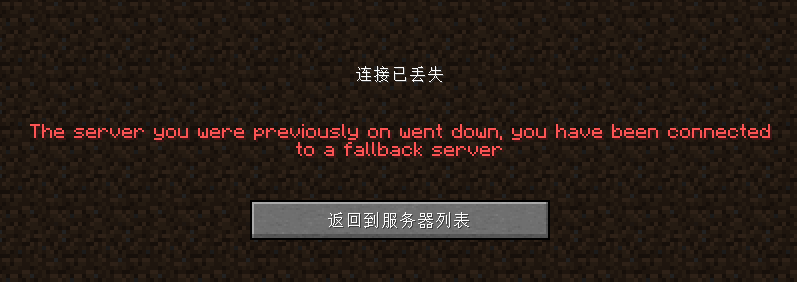 连接已丢失
The server you were previously on went down, you have been connected
to a fallback server
返回到服务器列表